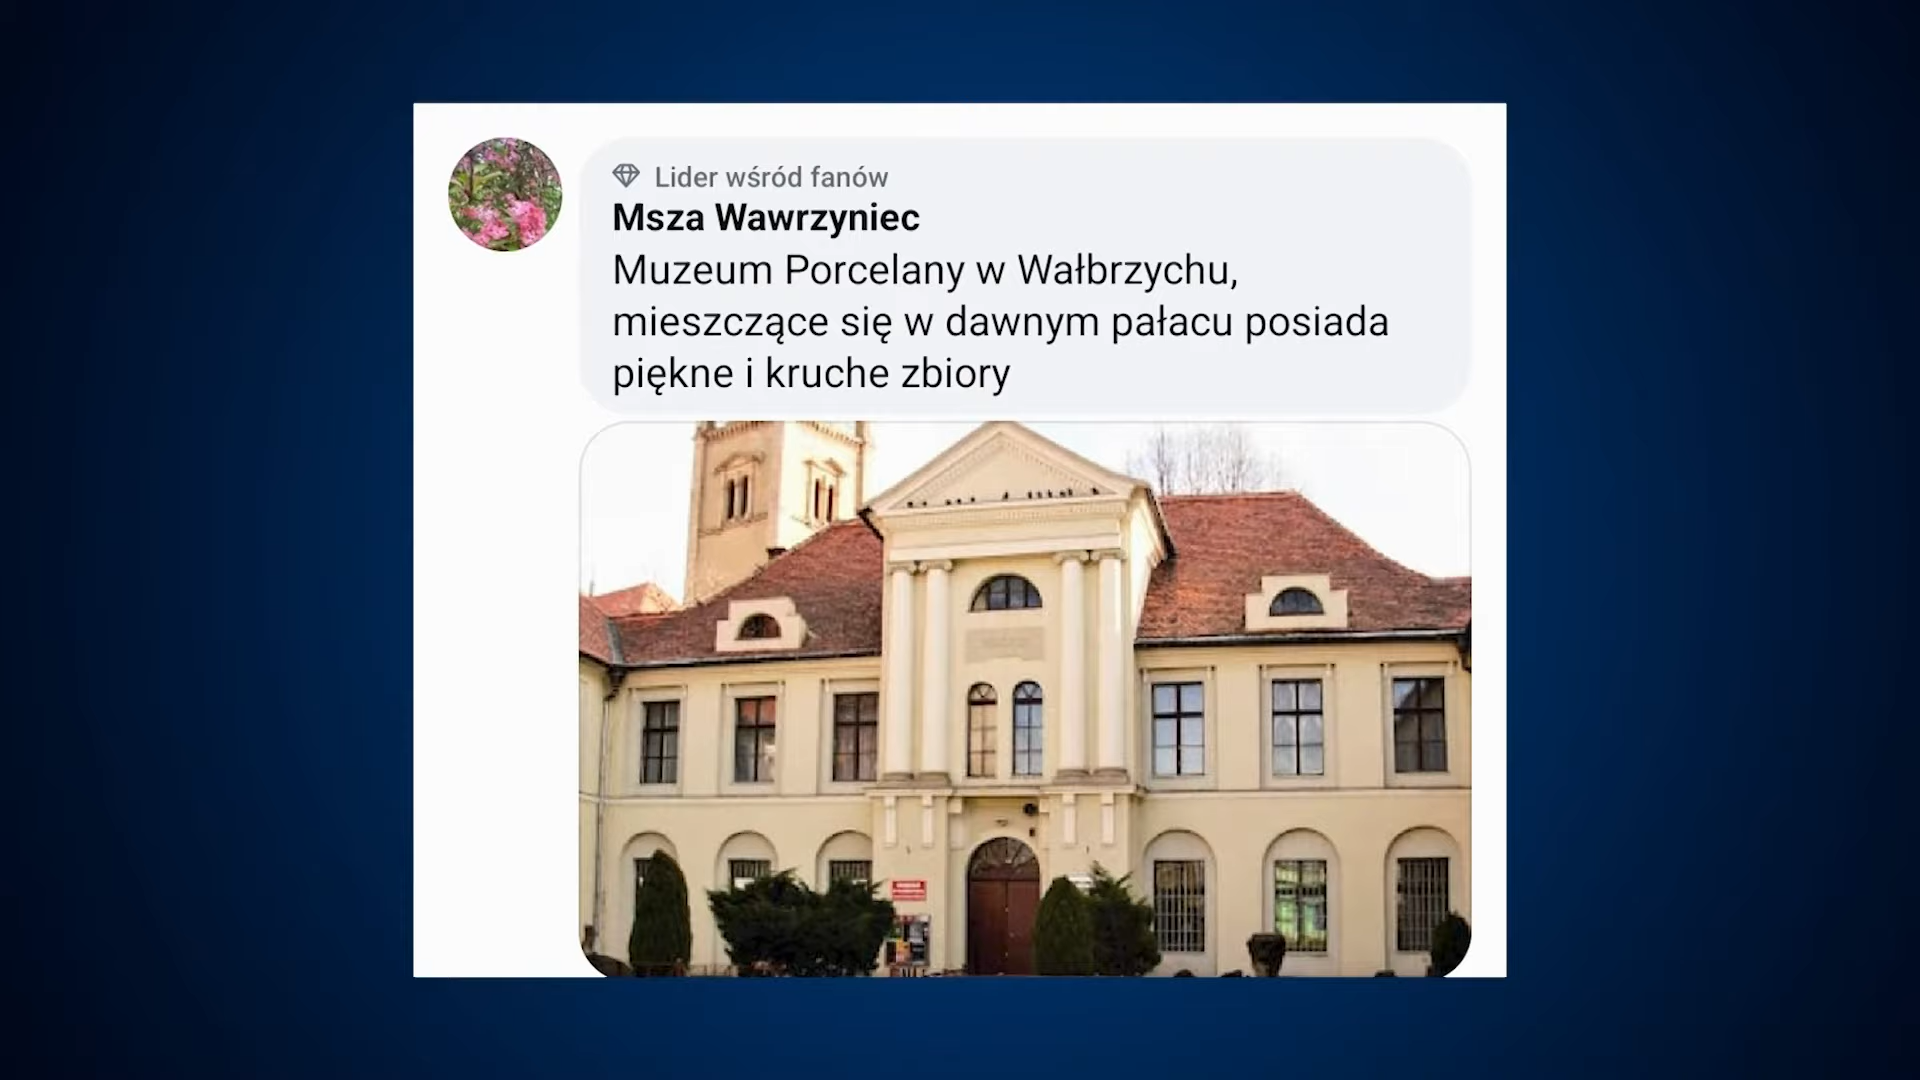 Lider wśród fanów
Msza Wawrzyniec
Muzeum Porcelany w Wałbrzychu,
mieszczące się w dawnym pałacu posiada
piękne i kruche zbiory